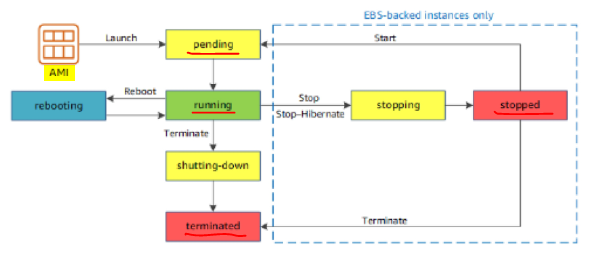 EBS-backed instances only
Launch
pending
Start
AMI
rebooting
Reboot
running
Stop
Stop-Hibernate
stopping
stopped
Terminate
shutting-down
terminated
Terminate